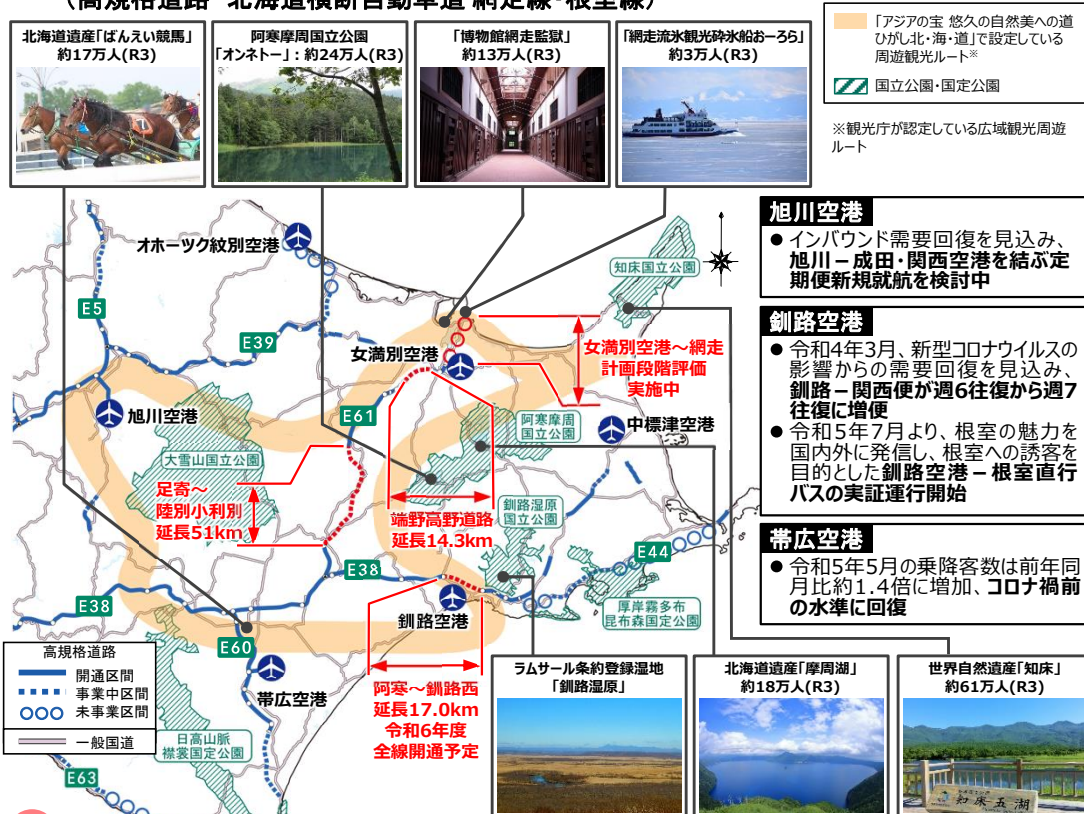 (高規格道路 北海道横断自動車道 網走線・根室線)
北海道遺産「ばんえい競馬」
約17万人(R3)
阿寒摩周国立公園
「オンネトー」：約24万人(R3)
「博物館網走監獄」
約13万人(R3)
「網走流氷観光砕氷船おーろら」
約3万人(R3)
「アジアの宝 悠久の自然美への道
ひがし北・海・道」で設定している
周遊観光ルート※
国立公園・国定公園
※観光庁が認定している広域観光周遊
ルート
オホーツク紋別空港
知床国立公園
E5
E39
女満別空港
女満別空港～網走
計画段階評価
実施中
旭川空港
E61
阿寒摩周
国立公園
中標津空港
大雪山国立公園
足寄～
陸別小利別
延長51km
端野高野道路
延長14.3km
釧路湿原
国立公園
E44
E38
E38
釧路空港
厚岸霧多布
昆布森国定公園
E60
帯広空港
阿寒～釧路西
延長17.0km
令和6年度
全線開通予定
高規格道路
開通区間
事業中区間
未事業区間
一般国道
日高山脈
襟裳国定公園
E63
旭川空港
● インバウンド需要回復を見込み、
旭川－成田・関西空港を結ぶ定
期便新規就航を検討中
釧路空港
● 令和4年3月、新型コロナウイルスの
影響からの需要回復を見込み、
釧路－関西便が週6往復から週7
往復に増便
● 令和5年7月より、根室の魅力を
国内外に発信し、根室への誘客を
目的とした釧路空港－根室直行
バスの実証運行開始
帯広空港
● 令和5年5月の乗降客数は前年同
月比約1.4倍に増加、コロナ禍前
の水準に回復
ラムサール条約登録湿地
「釧路湿原」
北海道遺産「摩周湖」
約18万人(R3)
世界自然遺産「知床」
約61万人(R3)
知床五湖